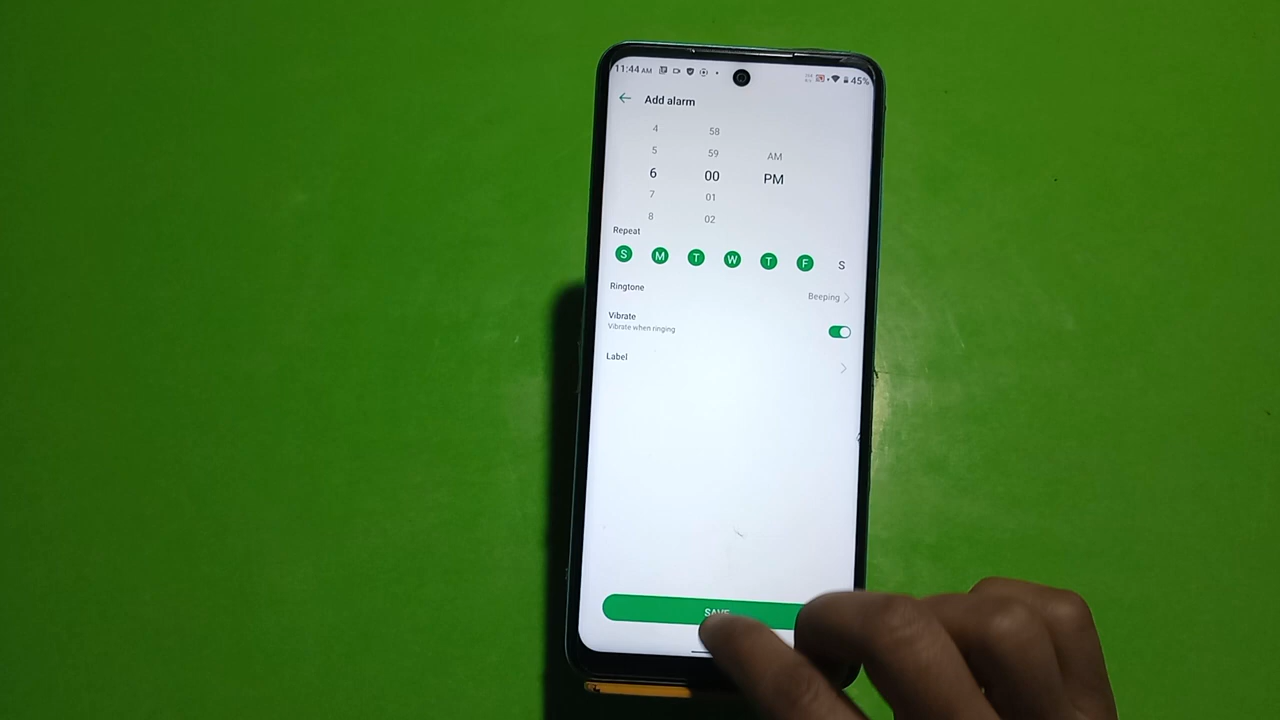 11:44 AM 45%
Add alarm
4 58
5 59 AM
6 00 PM
7 01
8 02
Repeat
S M T W T F S
Ringtone
Beeping
Vibrate
Vibrate when ringing
Label
SAVE